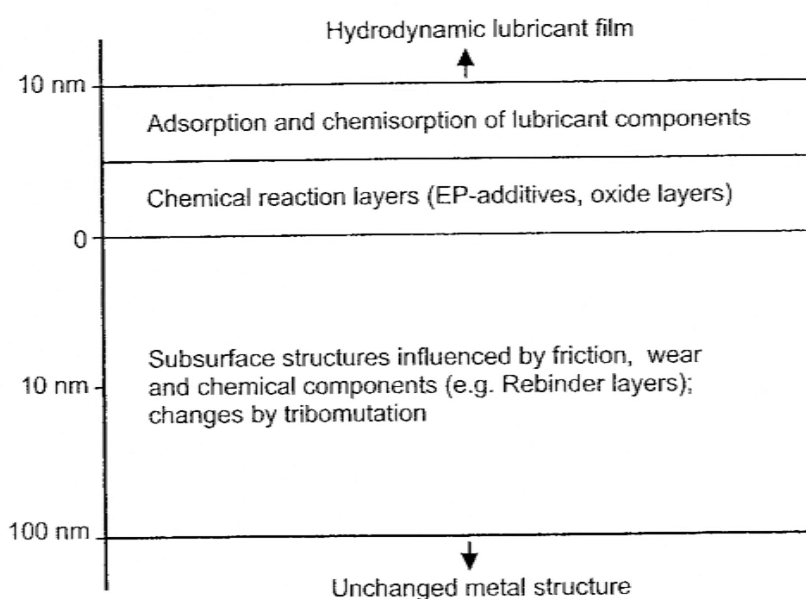 Hydrodynamic lubricant film
10 nm
Adsorption and chemisorption of lubricant components
Chemical reaction layers (EP-additives, oxide layers)
0
Subsurface structures influenced by friction, wear
10 nm
and chemical components (e.g. Rebinder layers);
changes by tribomutation
100 nm
Unchanged metal structure